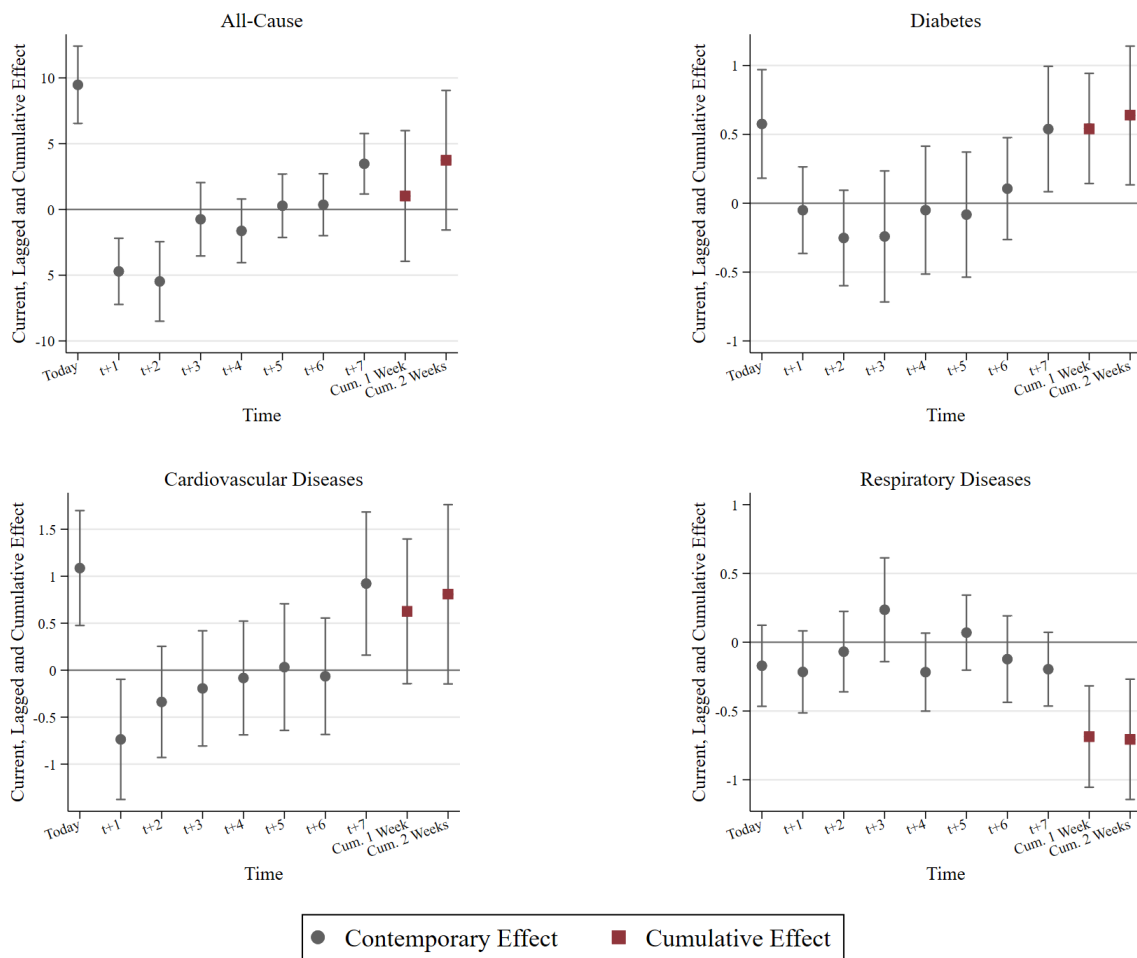 All-Cause
Current, Lagged and Cumulative Effect
10
5
0
5
-10
Today
t+1
t+2
t+3
t+4
t+5
t+6
t+7
Cum. 1 Week
Cum. 2 Weeks
Time
Diabetes
Current, Lagged and Cumulative Effect
1
0.5
0
-0.5
-1
Today
t+1
t+2
t+3
t+4
t+5
t+6
t+7
Cum. 1 Week
Cum. 2 Weeks
Time
Cardiovascular Diseases
Current, Lagged and Cumulative Effect
1.5
1
0.5
0
-0.5
-1
Today
t+1
t+2
t+3
t+4
t+5
t+6
t+7
Cum. 1 Week
Cum. 2 Weeks
Time
Respiratory Diseases
Current, Lagged and Cumulative Effect
1
0.5
0
-0.5
-1
Today
t+1
t+2
t+3
t+4
t+5
t+6
t+7
Cum. 1 Week
Cum. 2 Weeks
Time
Contemporary Effect
Cumulative Effect